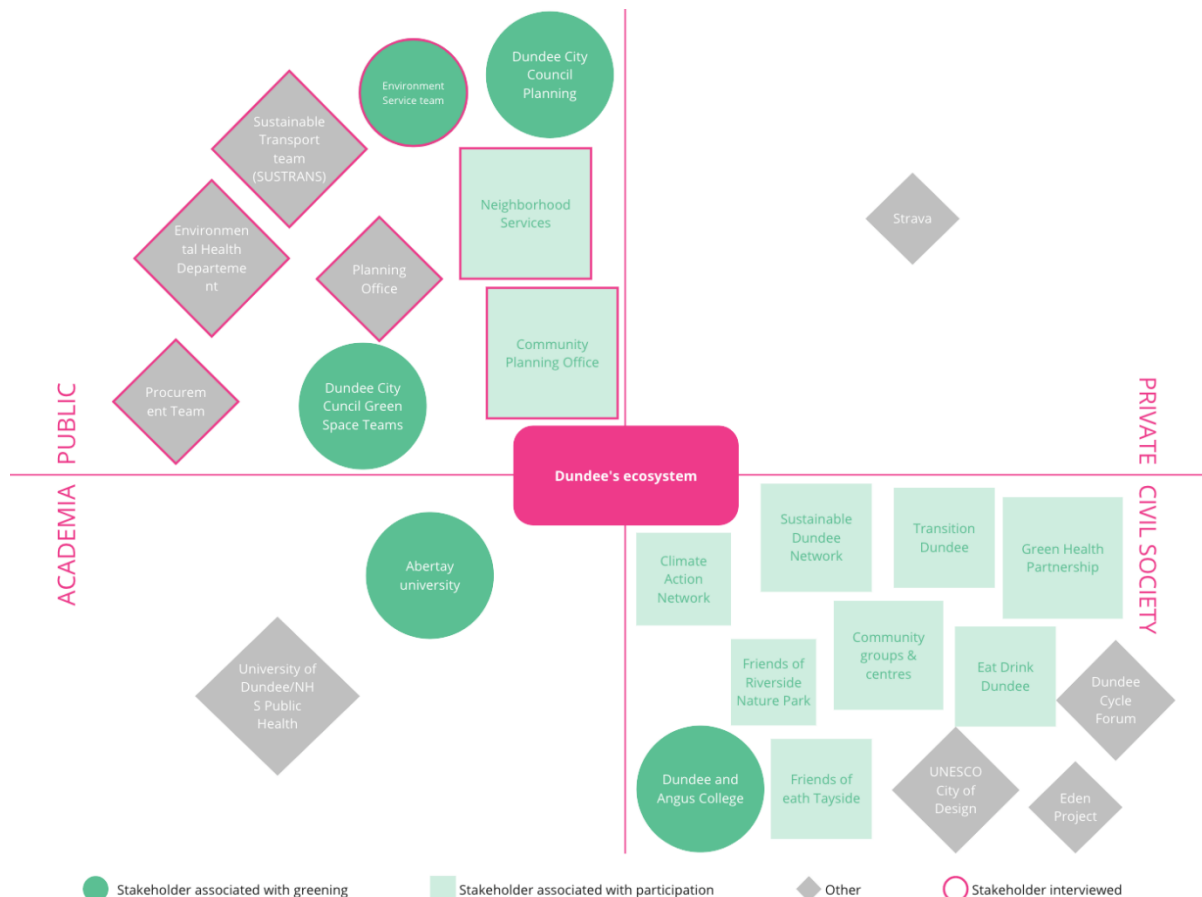 Dundee City
Council
Planning
Environment
Service team
Sustainable
Transport
team
(SUSTRANS)
Neighborhood
Services
Strava
Environmen
tal Health
Departeme
nt
Planning
Office
Community
Planning Office
Procurem
ent Team
Dundee City
Cuncil Green
Space Teams
PUBLIC
PRIVATE
Dundee's ecosystem
ACADEMIA
CIVIL SOCIETY
Abertay
university
University of
Dundee/NH
S Public
Health
Climate
Action
Network
Sustainable
Dundee
Network
Transition
Dundee
Green Health
Partnership
Friends of
Riverside
Nature Park
Community
groups &
centres
Eat Drink
Dundee
Dundee
Cycle
Forum
Dundee and
Angus College
Friends of
eath Tayside
UNESCO
City of
Design
Eden
Project
Stakeholder associated with greening
Stakeholder associated with participation
Other
Stakeholder interviewed